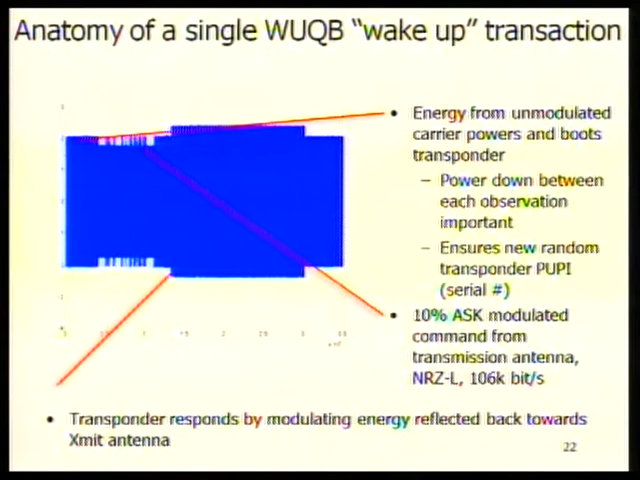 Anatomy of a single WUQB “wake up” transaction
• Energy from unmodulated
carrier powers and boots
transponder
– Power down between
each observation
important
– Ensures new random
transponder PUPI
(serial #)
• 10% ASK modulated
command from
transmission antenna,
NRZ-L, 106k bit/s
• Transponder responds by modulating energy reflected back towards
Xmit antenna
22